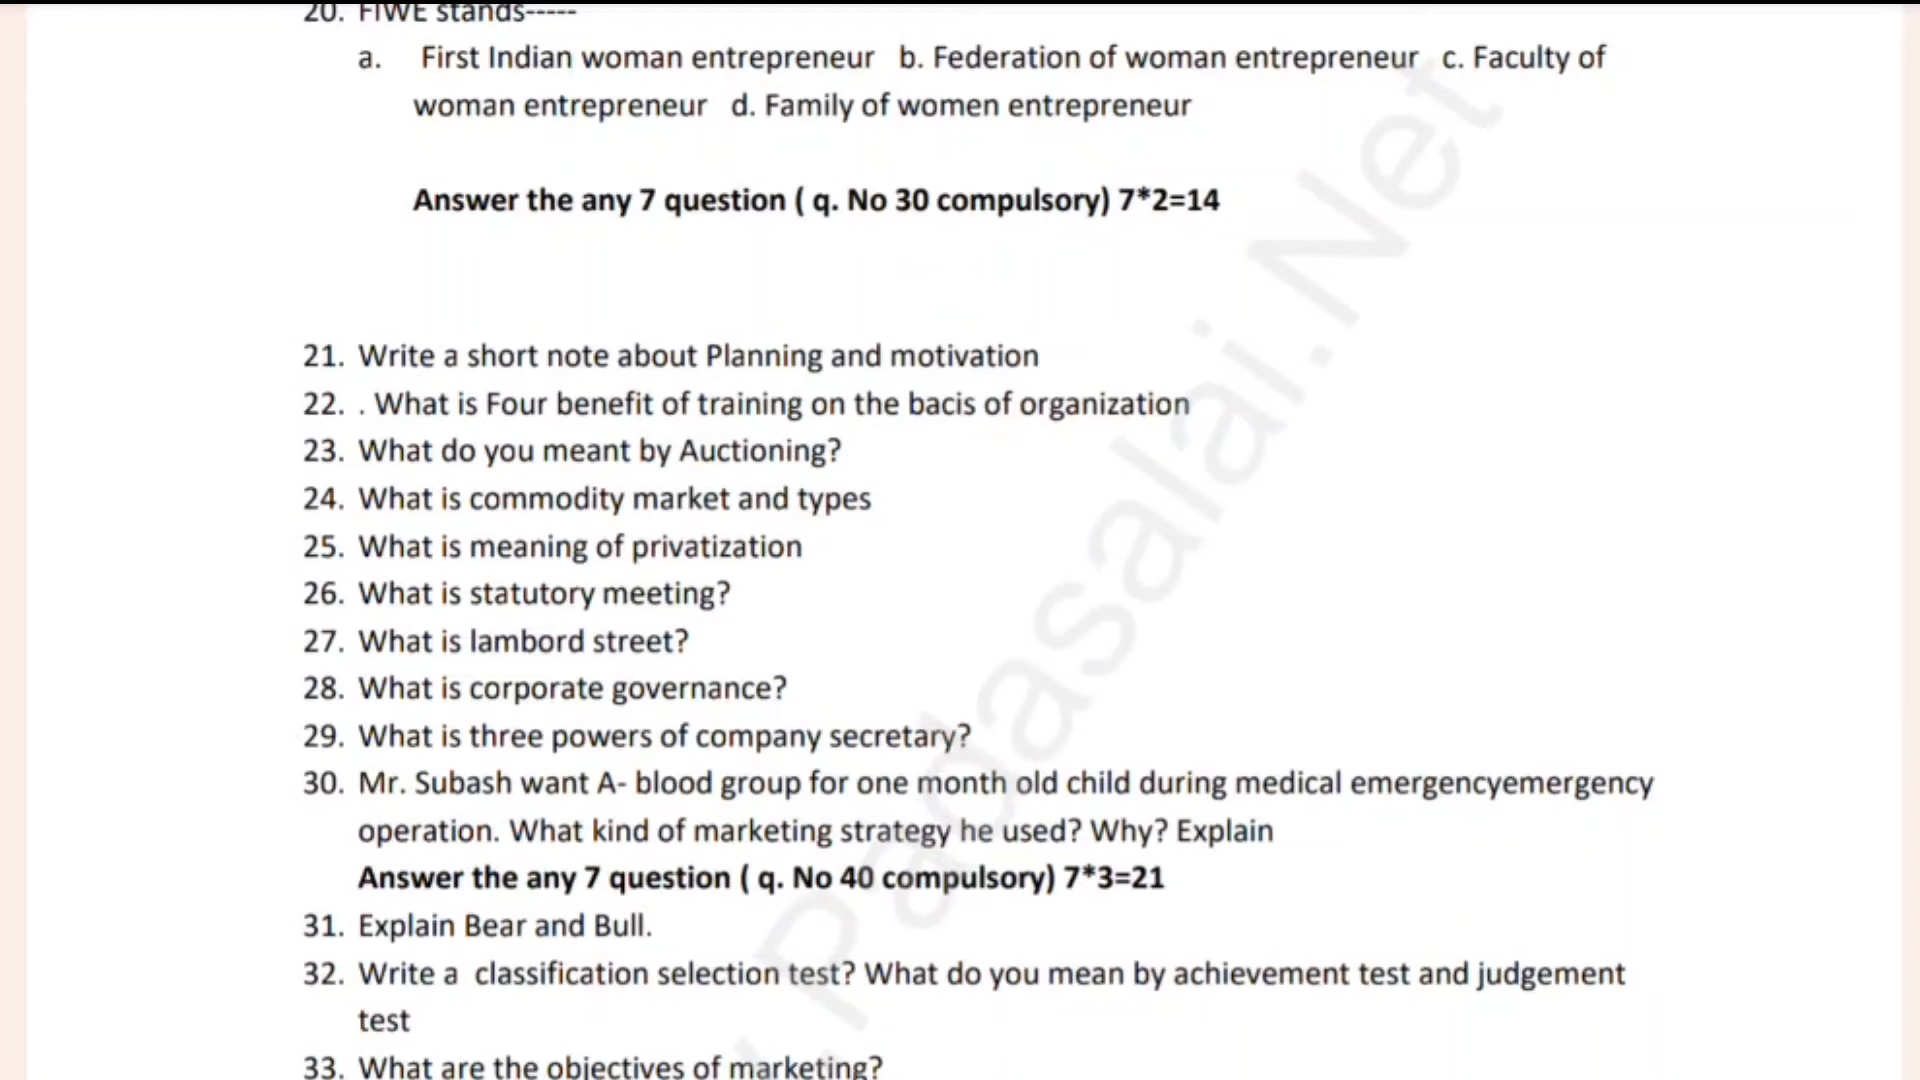 20. FIWE stands-----
a. First Indian woman entrepreneur b. Federation of woman entrepreneur c. Faculty of
woman entrepreneur d. Family of women entrepreneur
Answer the any 7 question ( q. No 30 compulsory) 7*2=14
21. Write a short note about Planning and motivation
22. . What is Four benefit of training on the bacis of organization
23. What do you meant by Auctioning?
24. What is commodity market and types
25. What is meaning of privatization
26. What is statutory meeting?
27. What is lambord street?
28. What is corporate governance?
29. What is three powers of company secretary?
30. Mr. Subash want A- blood group for one month old child during medical emergencyemergency
operation. What kind of marketing strategy he used? Why? Explain
Answer the any 7 question ( q. No 40 compulsory) 7*3=21
31. Explain Bear and Bull.
32. Write a classification selection test? What do you mean by achievement test and judgement
test
33. What are the objectives of marketing?
Padasalai.Net